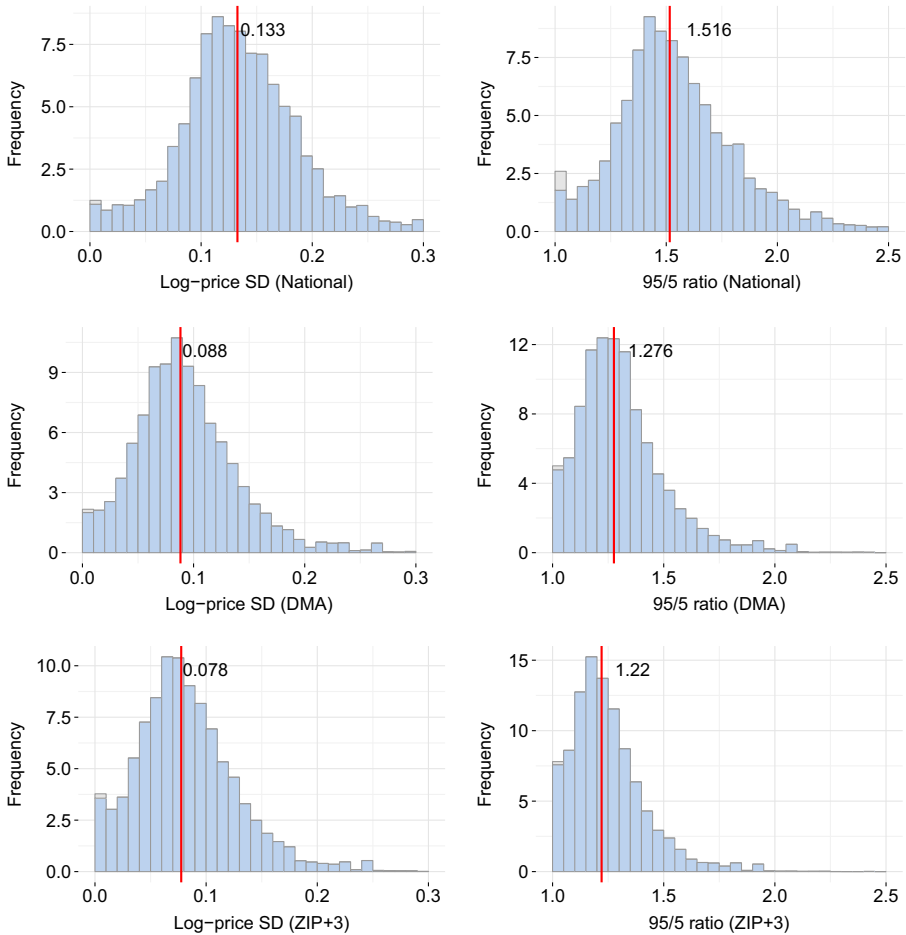 0.133
7.5
5.0
2.5
0.0
Frequency
0.0 0.1 0.2 0.3
Log−price SD (National)
1.516
7.5
5.0
2.5
0.0
Frequency
1.0 1.5 2.0 2.5
95/5 ratio (National)
0.088
9
6
3
0
Frequency
0.0 0.1 0.2 0.3
Log−price SD (DMA)
1.276
12
8
4
0
Frequency
1.0 1.5 2.0 2.5
95/5 ratio (DMA)
0.078
10.0
7.5
5.0
2.5
0.0
Frequency
0.0 0.1 0.2 0.3
Log−price SD (ZIP+3)
1.22
15
10
5
0
Frequency
1.0 1.5 2.0 2.5
95/5 ratio (ZIP+3)